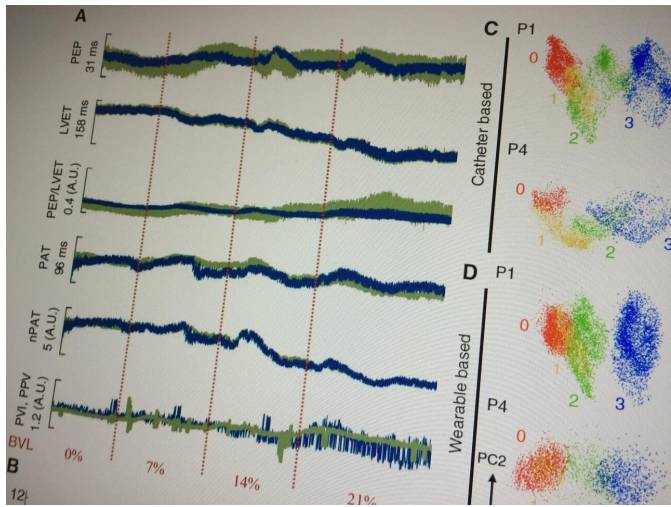 A
PEP
31 ms
LVET
158 ms
PEP/LVET
0.4 (A.U.)
PAT
96 ms
nPAT
5 (A.U.)
PVI, PPV
1.2 (A.U.)
BVL
0%
7%
14%
21%
B
12
C
P1
Catheter based
0
1
2
3
P4
0
1
2
3
D
P1
Wearable based
0
1
2
3
P4
0
PC2
1